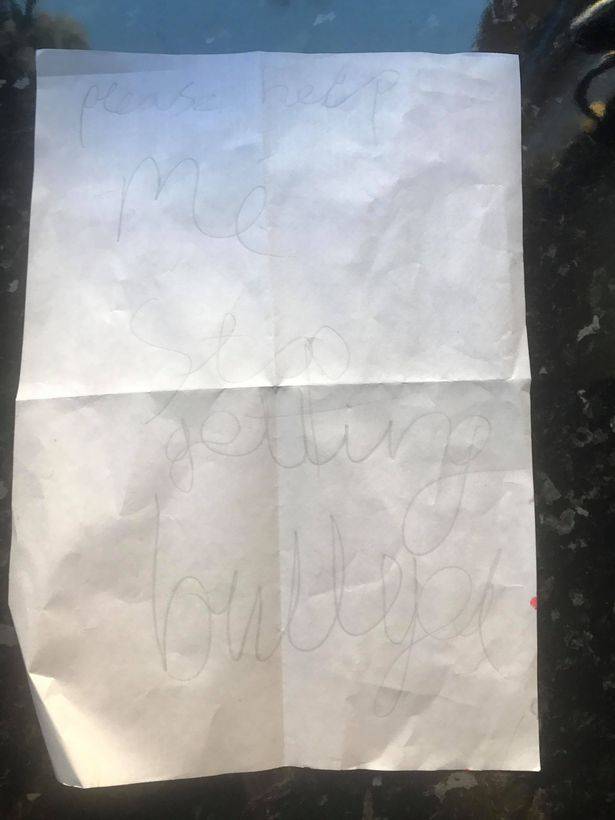 please help
Me
Stop
getting
bullyed